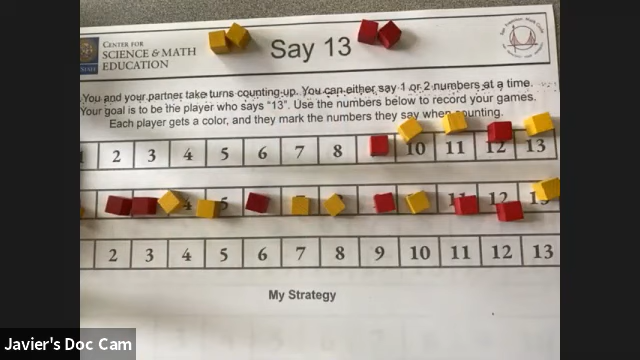 CENTER FOR
SCIENCE & MATH
EDUCATION
Say 13
You and your partner take turns counting up. You can either say 1 or 2 numbers at a time.
Your goal is to be the player who says "13". Use the numbers below to record your games.
Each player gets a color, and they mark the numbers they say when counting.
2 3 4 5 6 7 8 10 11 12 13
4 5 11 12 13
2 3 4 5 6 7 8 9 10 11 12 13
My Strategy
Javier's Doc Cam